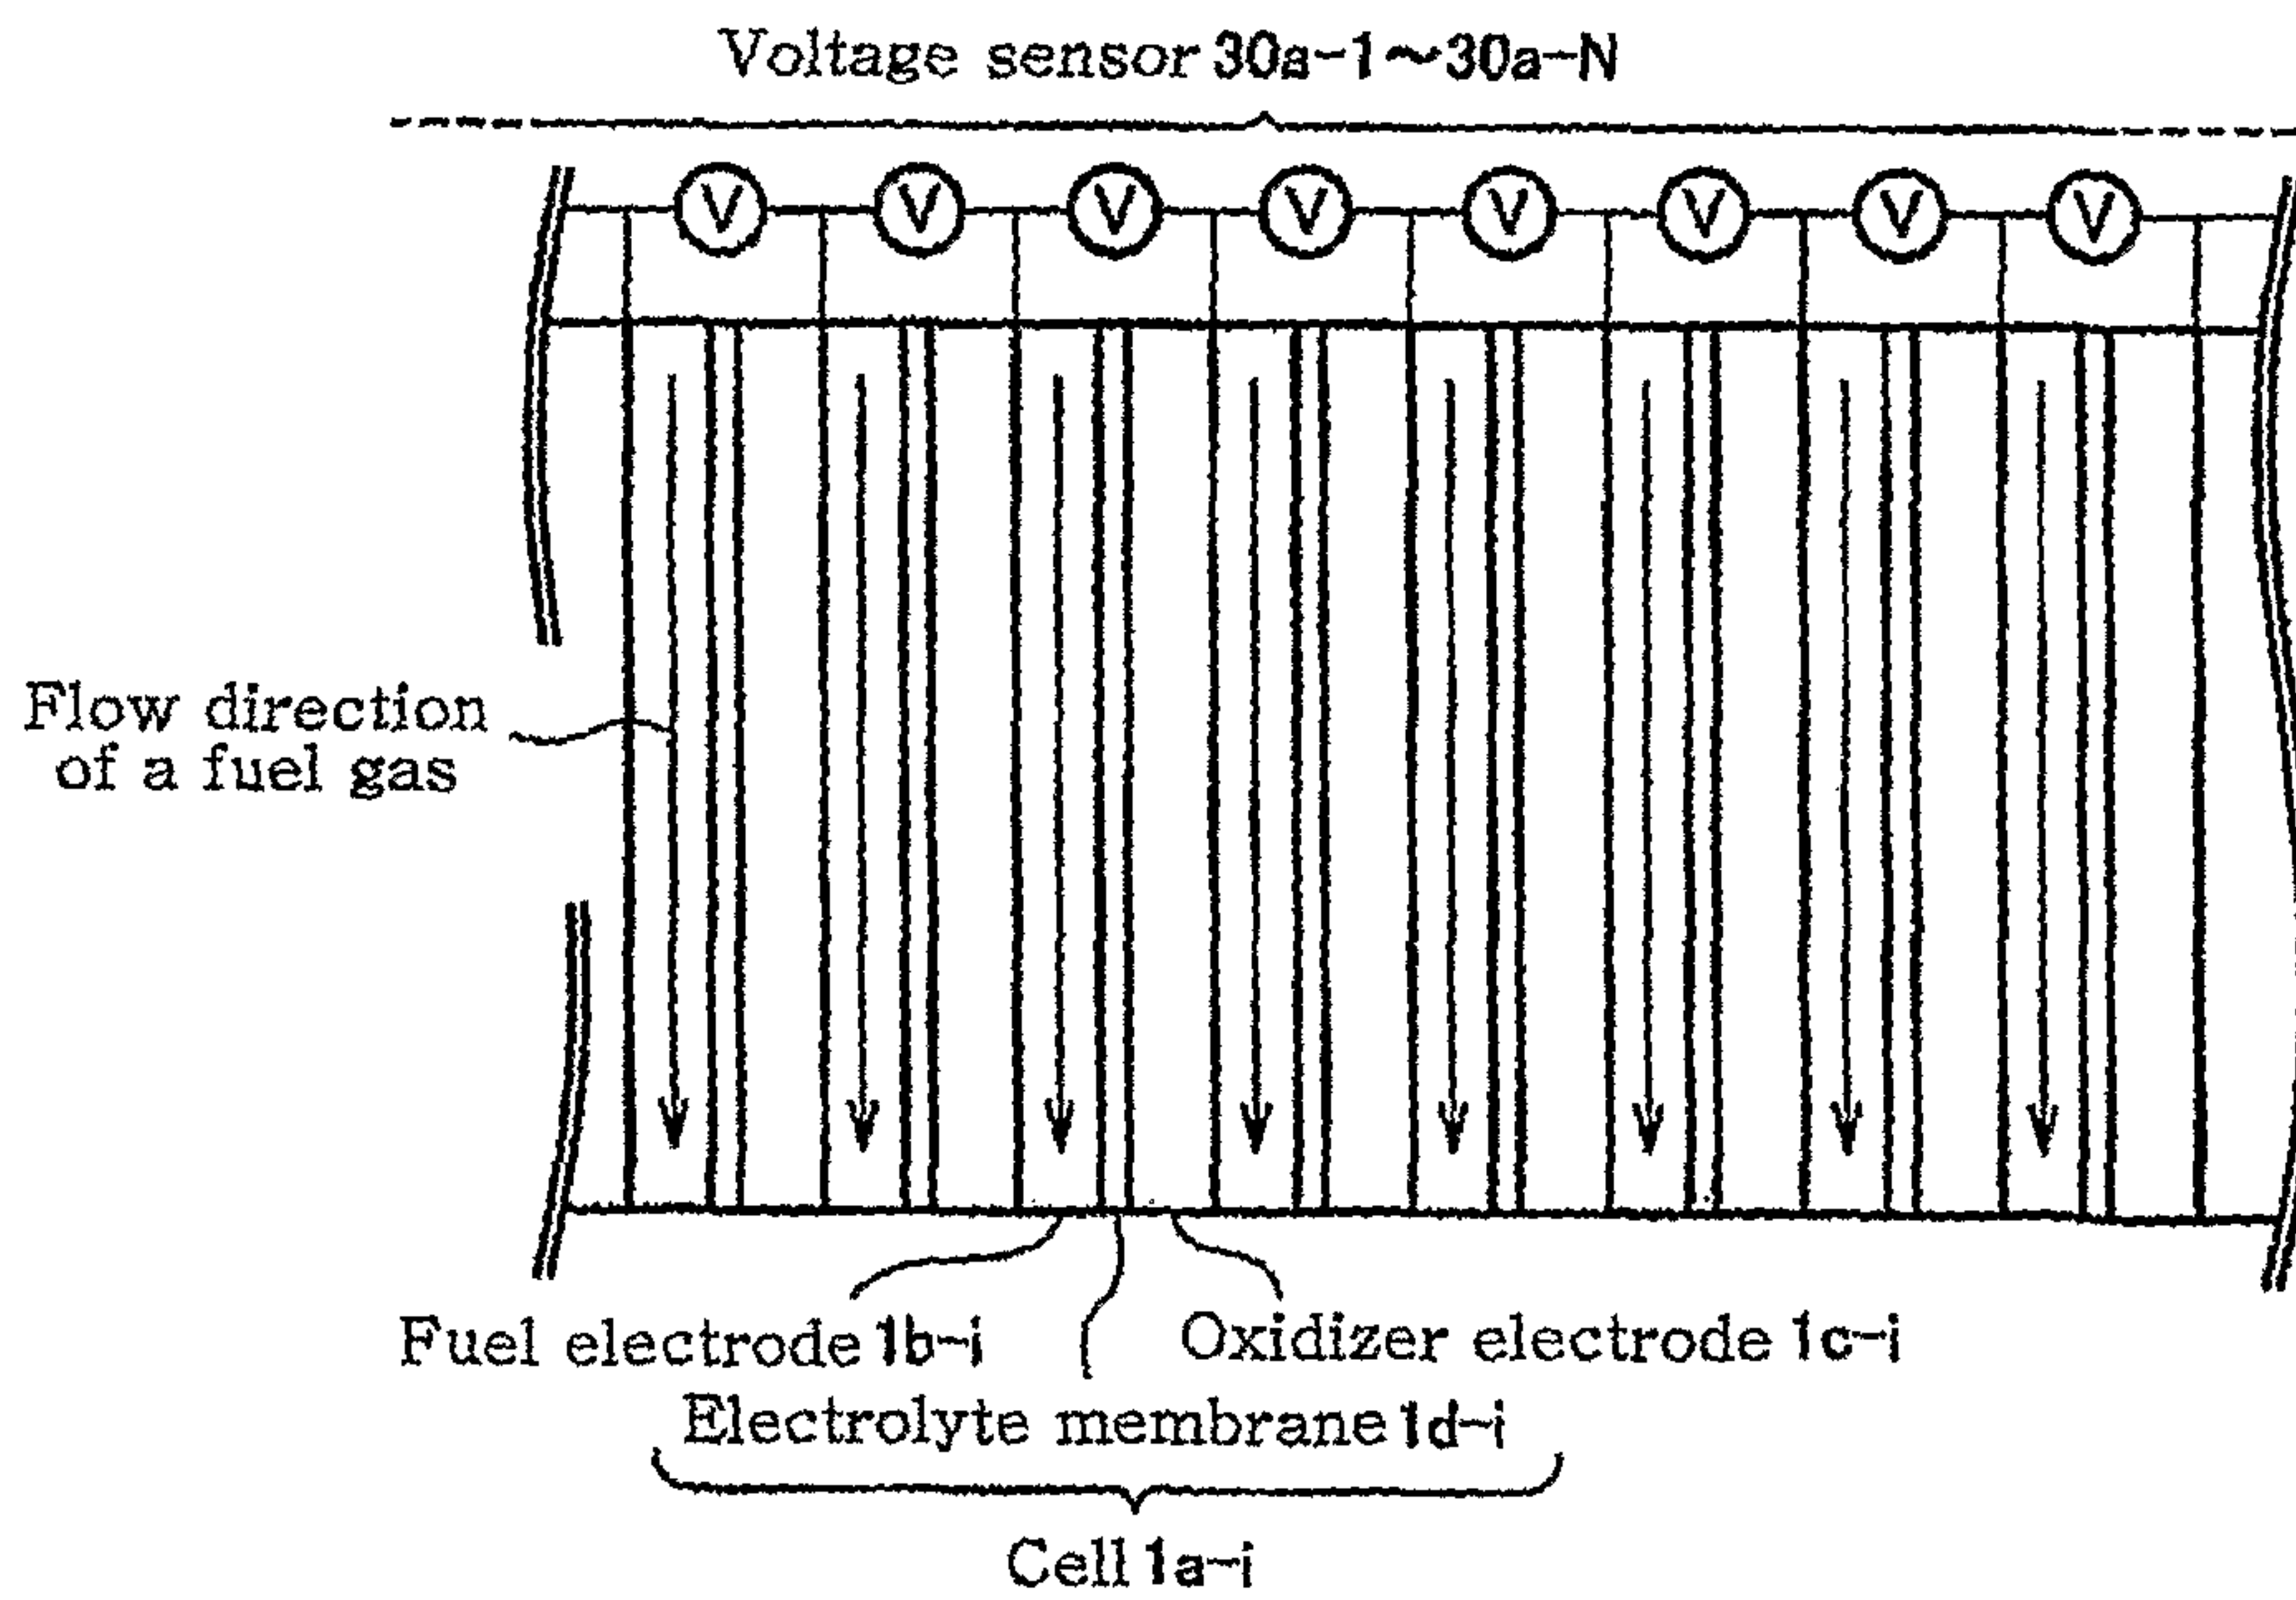 Voltage sensor 30a-1~30a-N
V V V V V V V V
Flow direction
of a fuel gas
Fuel electrode 1b-i
Oxidizer electrode 1c-i
Electrolyte membrane 1d-i
Cell 1a-i